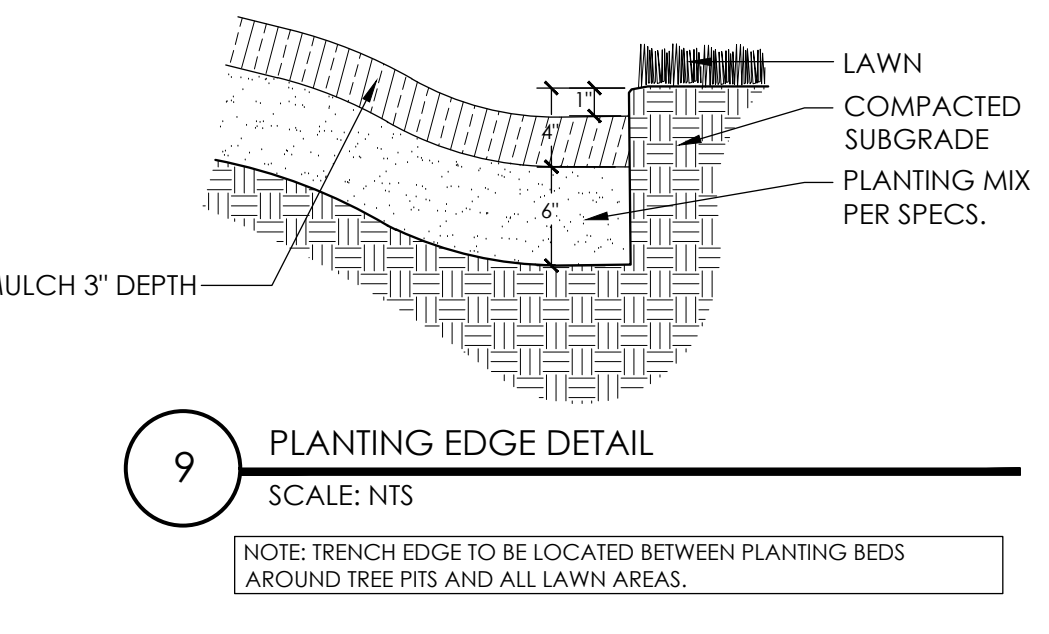 LAWN
COMPACTED
SUBGRADE
PLANTING MIX
PER SPECS.
1"
4"
6"
3" DEPTH
9
PLANTING EDGE DETAIL
SCALE: NTS
NOTE: TRENCH EDGE TO BE LOCATED BETWEEN PLANTING BEDS
AROUND TREE PITS AND ALL LAWN AREAS.